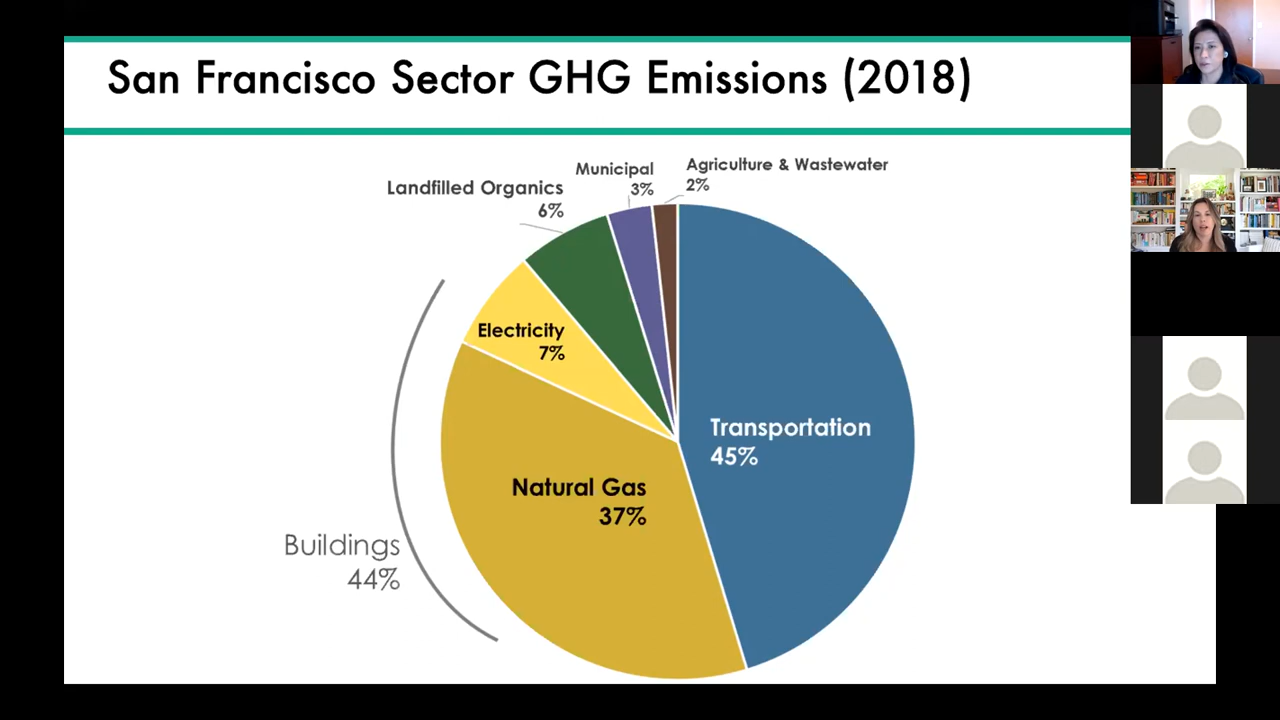 San Francisco Sector GHG Emissions (2018)
Agriculture & Wastewater
2%
Municipal
3%
Landfilled Organics
6%
Electricity
7%
Transportation
45%
Natural Gas
37%
Buildings
44%